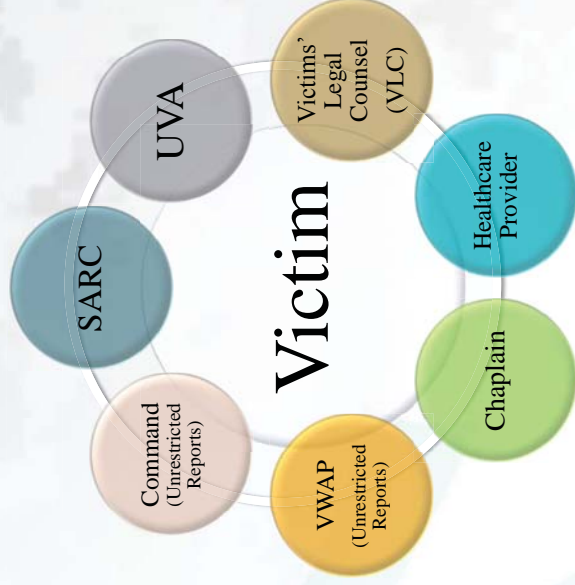 SARC
Command
(Unrestricted
Reports)
UVA
VWAP
(Unrestricted
Reports)
Victim
Victims’
Legal
Counsel
(VLC)
Chaplain
Healthcare
Provider